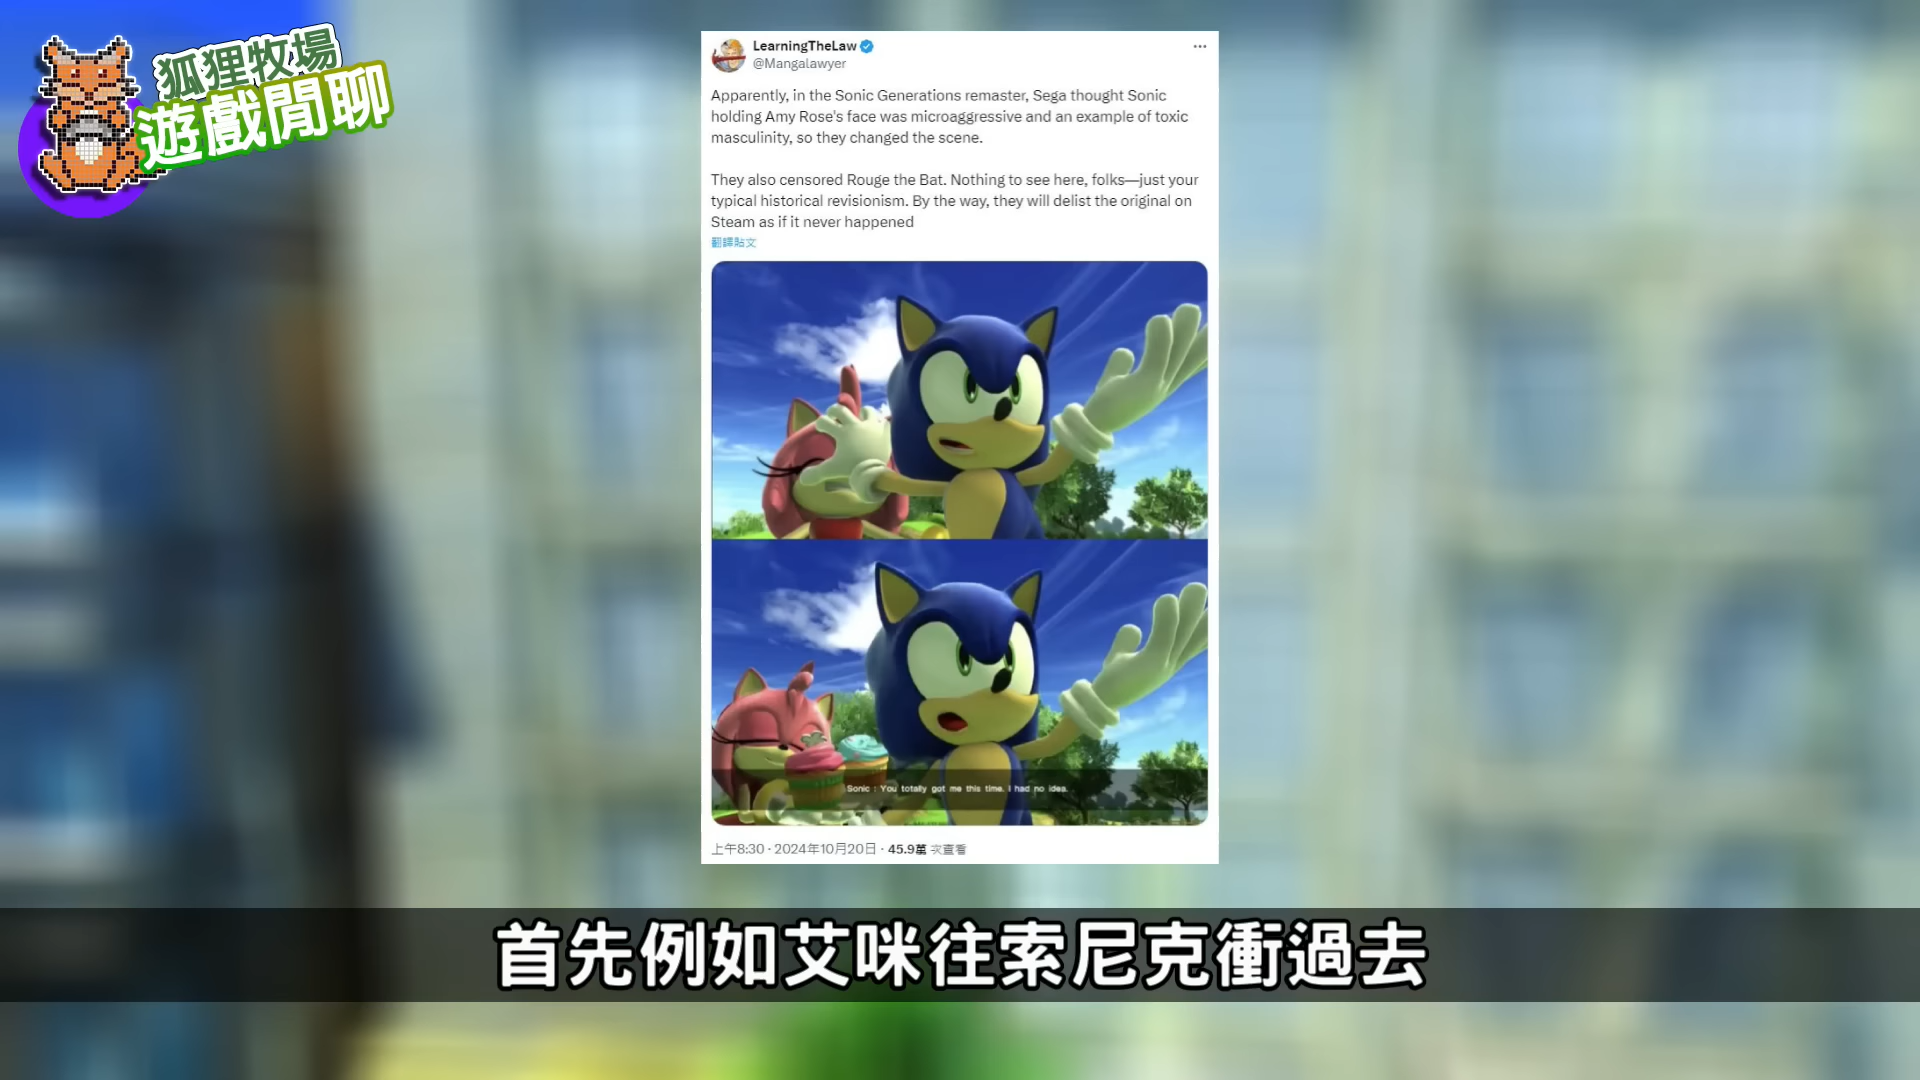 狐狸牧場
遊戲閒聊
LearningTheLaw
@Mangalawyer
Apparently, in the Sonic Generations remaster, Sega thought Sonic
holding Amy Rose's face was microaggressive and an example of toxic
masculinity, so they changed the scene.
They also censored Rouge the Bat. Nothing to see here, folks—just your
typical historical revisionism. By the way, they will delist the original on
Steam as if it never happened
翻譯貼文
Sonic : You totally got me this time. I had no idea.
上午8:30 · 2024年10月20日 · 45.9萬 次查看
首先例如艾咪往索尼克衝過去